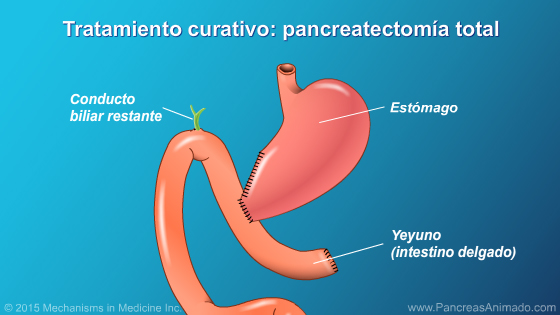 Tratamiento curativo: pancreatectomía total
Conducto
biliar restante
Estómago
Yeyuno
(intestino delgado)
© 2015 Mechanisms in Medicine Inc.
www.PancreasAnimado.com